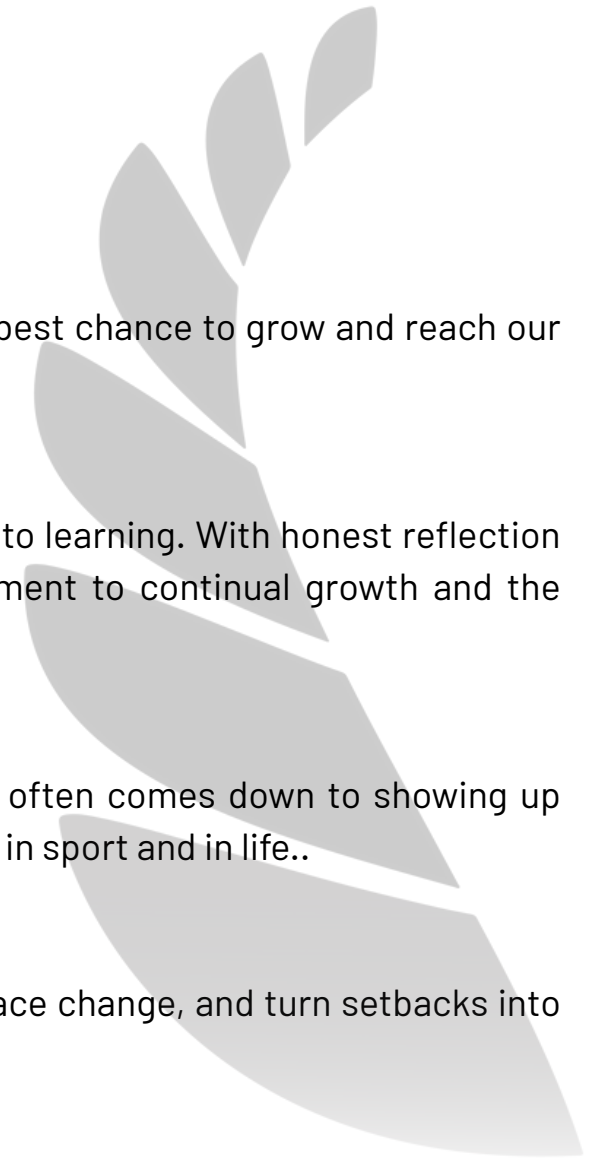 best chance to grow and reach our
to learning. With honest reflection
ment to continual growth and the
often comes down to showing up
in sport and in life..
ace change, and turn setbacks into